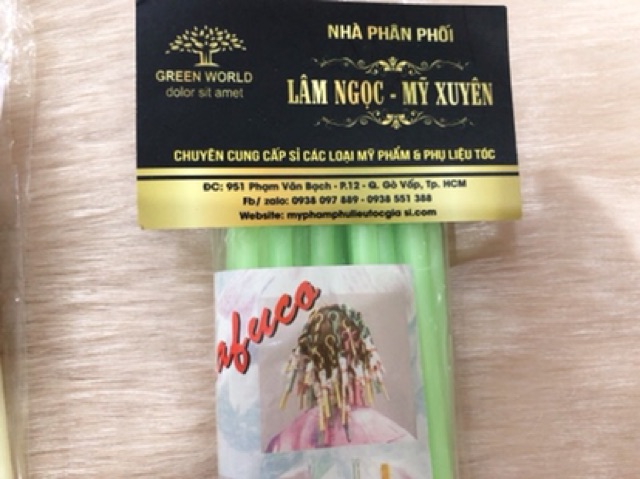 NHÀ PHÂN PHỐI
GREEN WORLD
dolor sit amet
LÂM NGỌC - MỸ XUYÊN
CHUYÊN CUNG CẤP SỈ CÁC LOẠI MỸ PHẨM & PHỤ LIỆU TÓC
ĐC: 951 Phạm Văn Bạch - P.12 - Q. Gò Vấp, Tp. HCM
Fb/ zalo: 0938 097 889 - 0938 551 388
Website: myphamphulieutocgia si.com
afuco